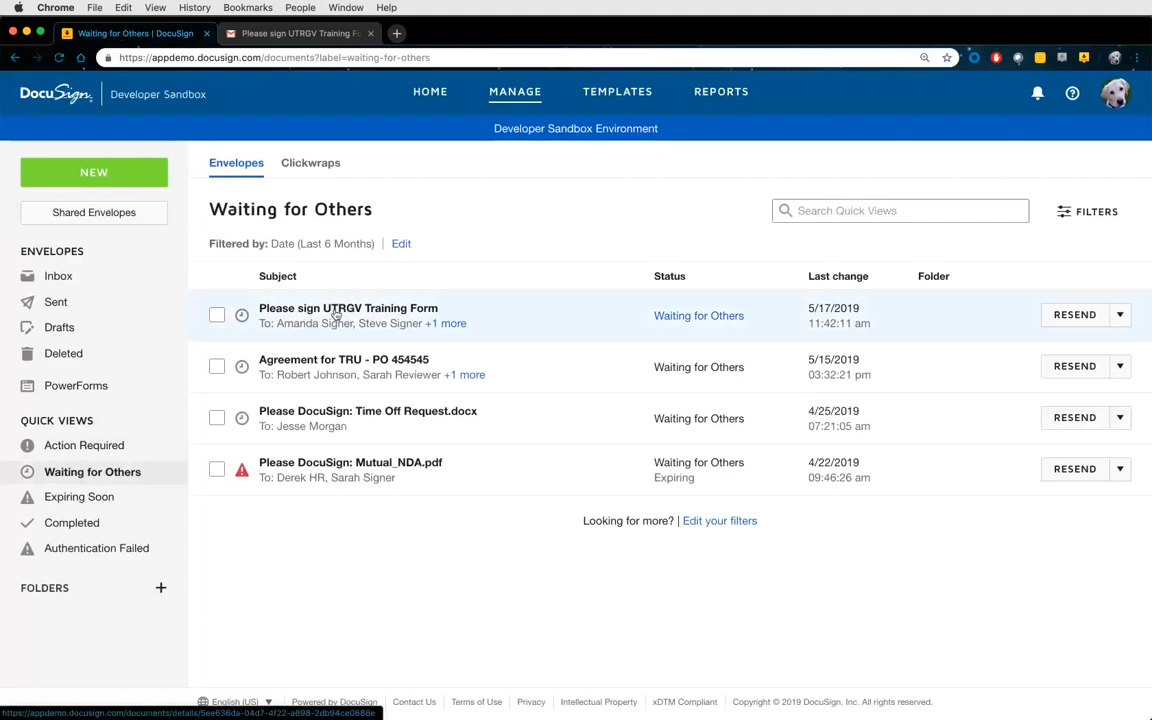 Chrome File Edit View History Bookmarks People Window Help
Waiting for Others | DocuSign × Please sign UTRGV Training Fo × +
https://appdemo.docusign.com/documents?label=waiting-for-others
DocuSign Developer Sandbox HOME MANAGE TEMPLATES REPORTS
Developer Sandbox Environment
NEW
Shared Envelopes
ENVELOPES
Inbox
Sent
Drafts
Deleted
PowerForms
QUICK VIEWS
Action Required
Waiting for Others
Expiring Soon
Completed
Authentication Failed
FOLDERS +
Envelopes Clickwraps
Waiting for Others
Search Quick Views
FILTERS
Filtered by: Date (Last 6 Months) | Edit
Subject Status Last change Folder
Please sign UTRGV Training Form
To: Amanda Signer, Steve Signer +1 more
Waiting for Others
5/17/2019
11:42:11 am
RESEND
Agreement for TRU - PO 454545
To: Robert Johnson, Sarah Reviewer +1 more
Waiting for Others
5/15/2019
03:32:21 pm
RESEND
Please DocuSign: Time Off Request.docx
To: Jesse Morgan
Waiting for Others
4/25/2019
07:21:05 am
RESEND
Please DocuSign: Mutual_NDA.pdf
To: Derek HR, Sarah Signer
Waiting for Others
Expiring
4/22/2019
09:46:26 am
RESEND
Looking for more? | Edit your filters
English (US) ▼ Powered by DocuSign Contact Us Terms of Use Privacy Intellectual Property xDTM Compliant Copyright © 2019 DocuSign, Inc. All rights reserved.